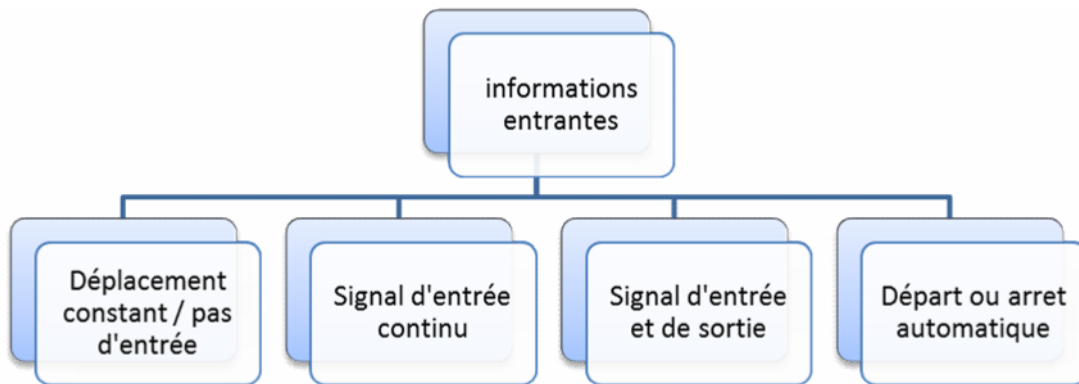 informations
entrantes
Déplacement
constant / pas
d'entrée
Signal d'entrée
continu
Signal d'entrée
et de sortie
Départ ou arret
automatique